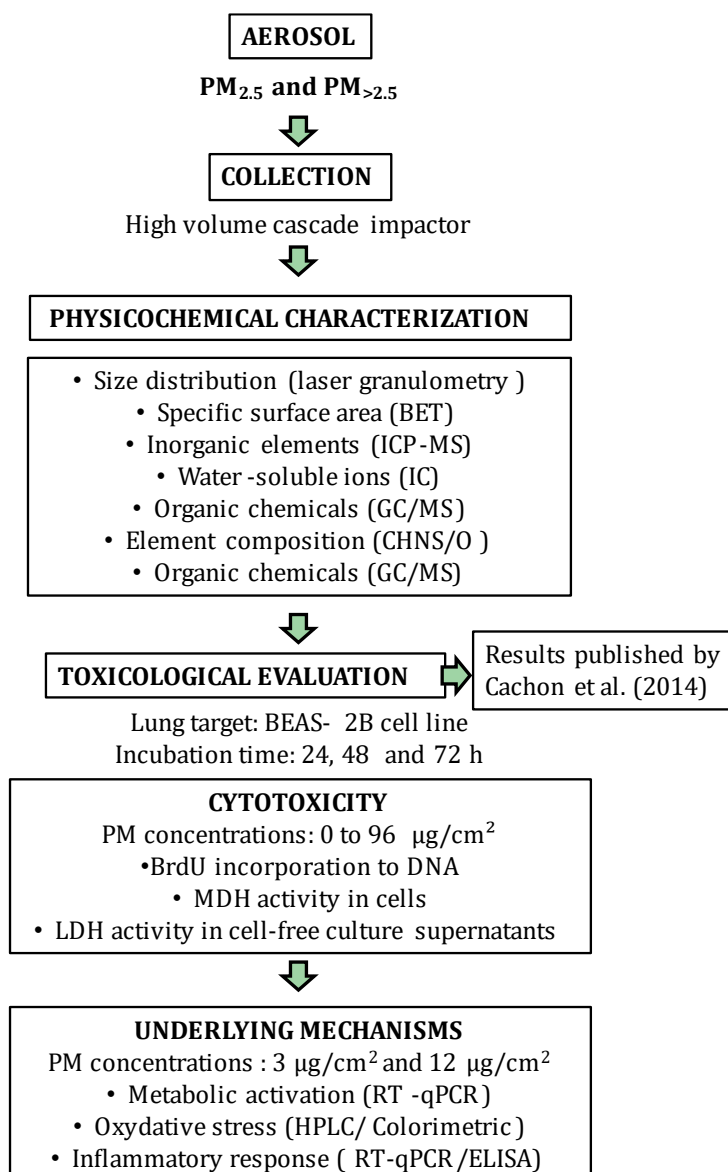 AEROSOL
PM2.5 and PM>2.5
COLLECTION
High volume cascade impactor
PHYSICOCHEMICAL CHARACTERIZATION
• Size distribution (laser granulometry )
• Specific surface area (BET)
• Inorganic elements (ICP-MS)
• Water -soluble ions (IC)
• Organic chemicals (GC/MS)
• Element composition (CHNS/O )
• Organic chemicals (GC/MS)
TOXICOLOGICAL EVALUATION
Results published by
Cachon et al. (2014)
Lung target: BEAS- 2B cell line
Incubation time: 24, 48 and 72 h
CYTOTOXICITY
PM concentrations: 0 to 96 µg/cm²
•BrdU incorporation to DNA
• MDH activity in cells
• LDH activity in cell-free culture supernatants
UNDERLYING MECHANISMS
PM concentrations : 3 µg/cm² and 12 µg/cm²
• Metabolic activation (RT -qPCR)
• Oxydative stress (HPLC/ Colorimetric )
• Inflammatory response ( RT-qPCR/ELISA)